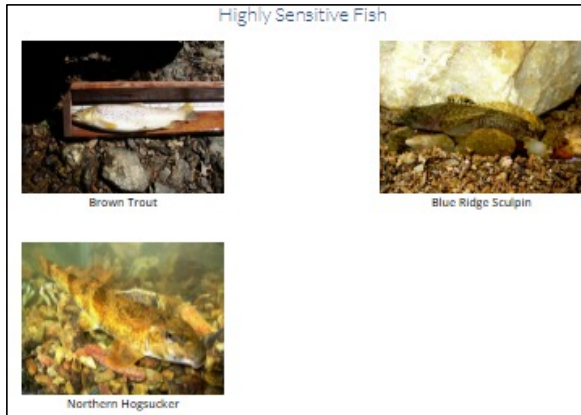 Highly Sensitive Fish
Brown Trout
Blue Ridge Sculpin
Northern Hogsucker